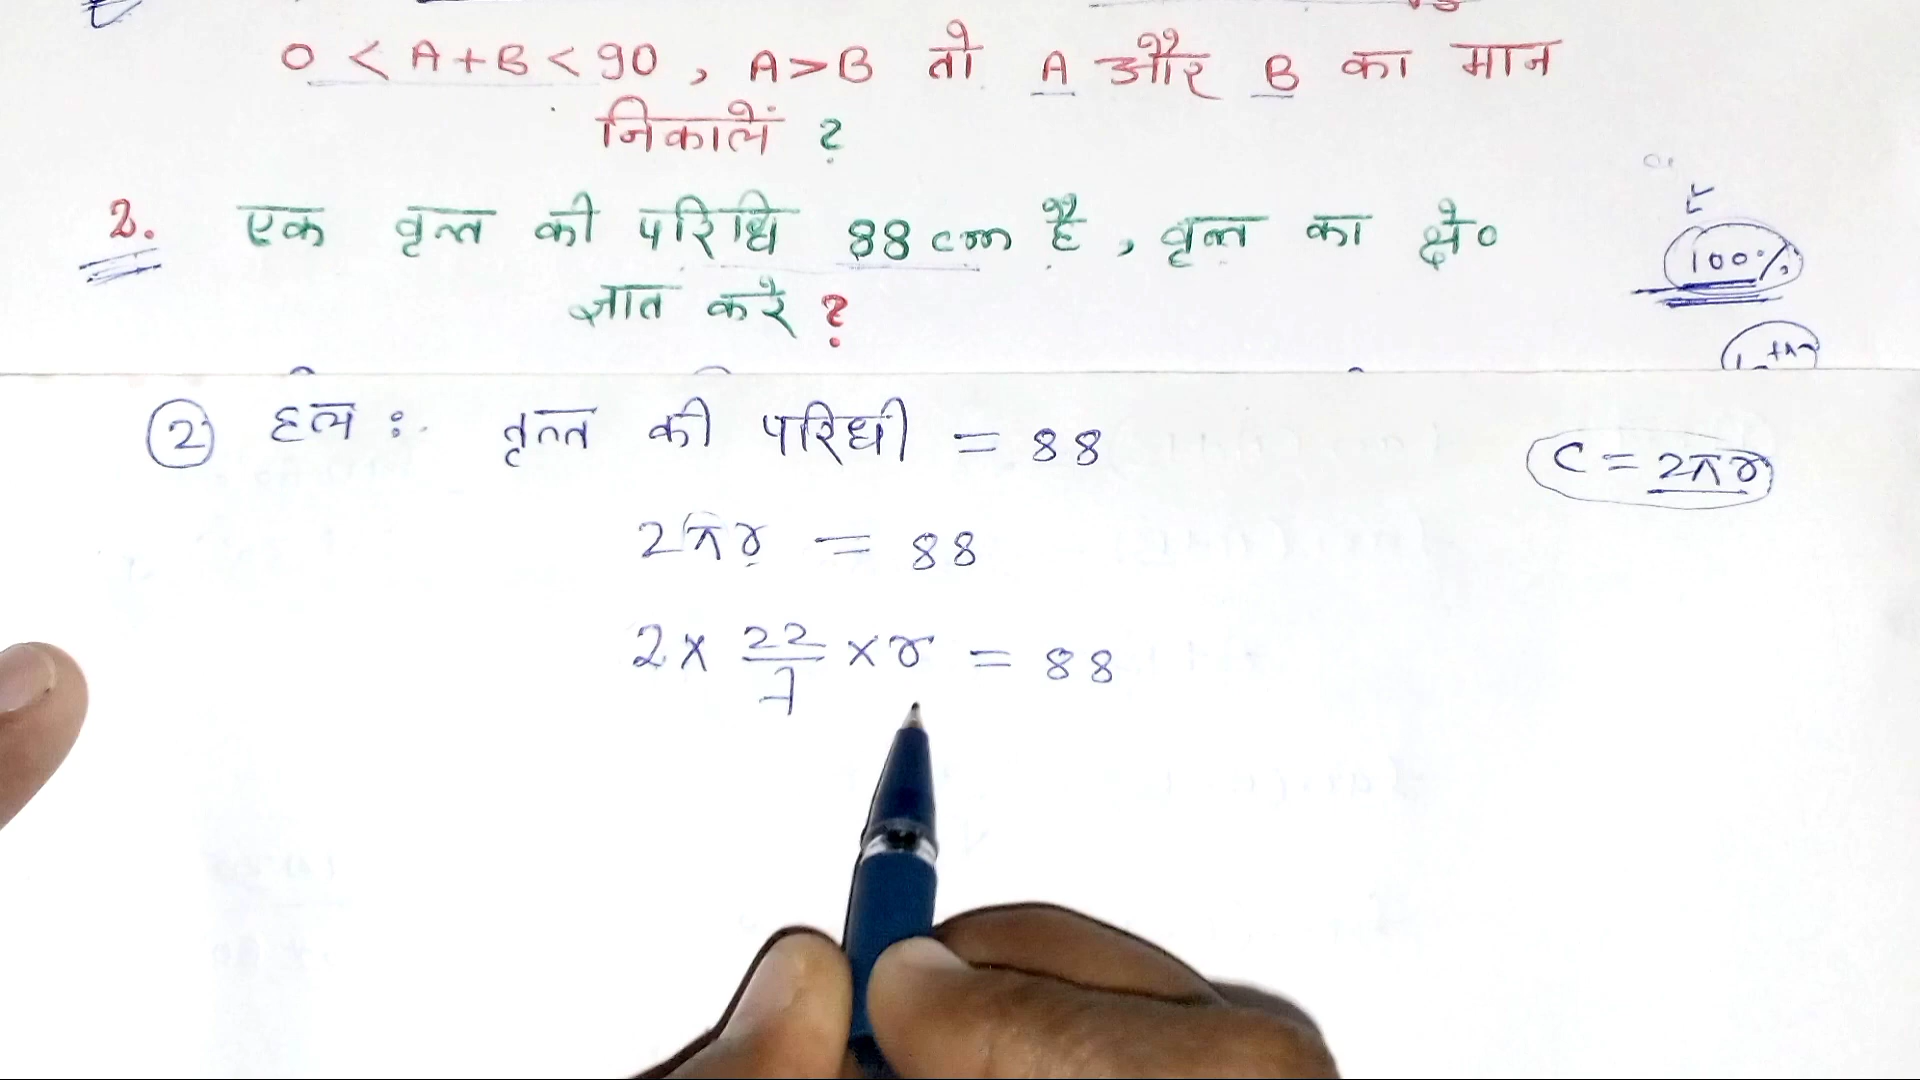 0 < A+B < 90, A>B तो A और B का मान
निकालें ?
2. एक वृत्त की परिधि 88 cm है, वृत्त का क्षे०
ज्ञात करे ?
100%
② हल :- वृत्त की परिधी = 88
C = 2πr
2πr = 88
2 × 22/7 × r = 88